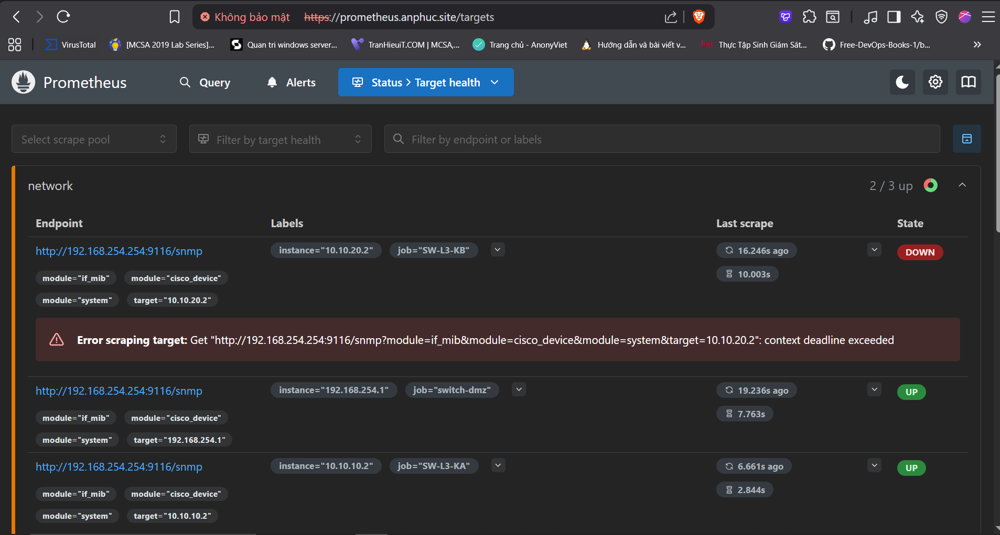 Không bảo mật https://prometheus.anphuc.site/targets
VirusTotal [MCSA 2019 Lab Series]... Quan tri windows server... TranHieuiT.COM | MCSA,... Trang chủ - AnonyViet Hướng dẫn và bài viết v... hpt Thực Tập Sinh Giám Sát... Free-DevOps-Books-1/b...
Prometheus Query Alerts Status > Target health
Select scrape pool Filter by target health Filter by endpoint or labels
network 2 / 3 up
Endpoint Labels Last scrape State
http://192.168.254.254:9116/snmp instance="10.10.20.2" job="SW-L3-KB" 16.246s ago DOWN
module="if_mib" module="cisco_device" 10.003s
module="system" target="10.10.20.2"
Error scraping target: Get "http://192.168.254.254:9116/snmp?module=if_mib&module=cisco_device&module=system&target=10.10.20.2": context deadline exceeded
http://192.168.254.254:9116/snmp instance="192.168.254.1" job="switch-dmz" 19.236s ago UP
module="if_mib" module="cisco_device" 7.763s
module="system" target="192.168.254.1"
http://192.168.254.254:9116/snmp instance="10.10.10.2" job="SW-L3-KA" 6.661s ago UP
module="if_mib" module="cisco_device" 2.844s
module="system" target="10.10.10.2"